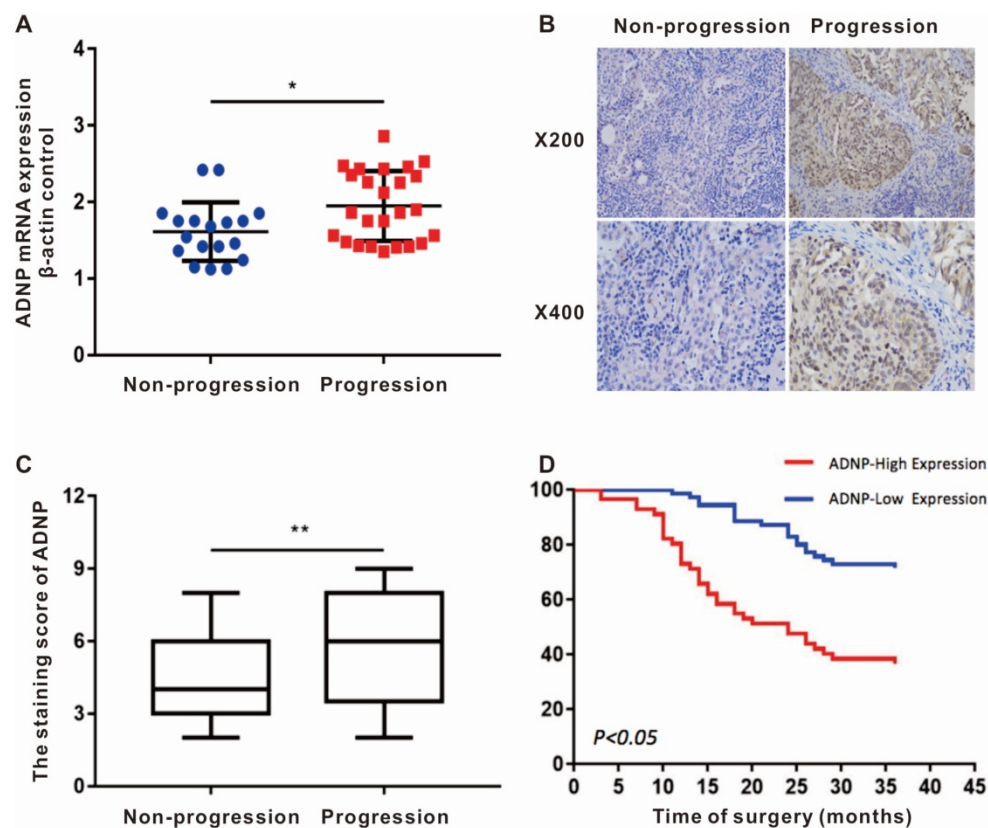 A
ADNP mRNA expression
β-actin control
4
3
2
1
0
*
Non-progression Progression
B
Non-progression Progression
X200
X400
C
The staining score of ADNP
12
9
6
3
0
**
Non-progression Progression
D
ADNP-High Expression
ADNP-Low Expression
100
80
60
40
20
0
P<0.05
0 5 10 15 20 25 30 35 40 45
Time of surgery (months)